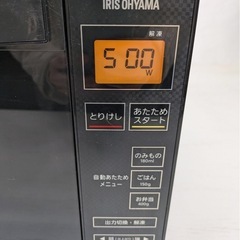 IRIS OHYAMA
解凍
500
W
とりけし
あたため
スタート
のみもの
180ml
自動あたため
メニュー
ごはん
150g
お弁当
400g
出力切換・解凍